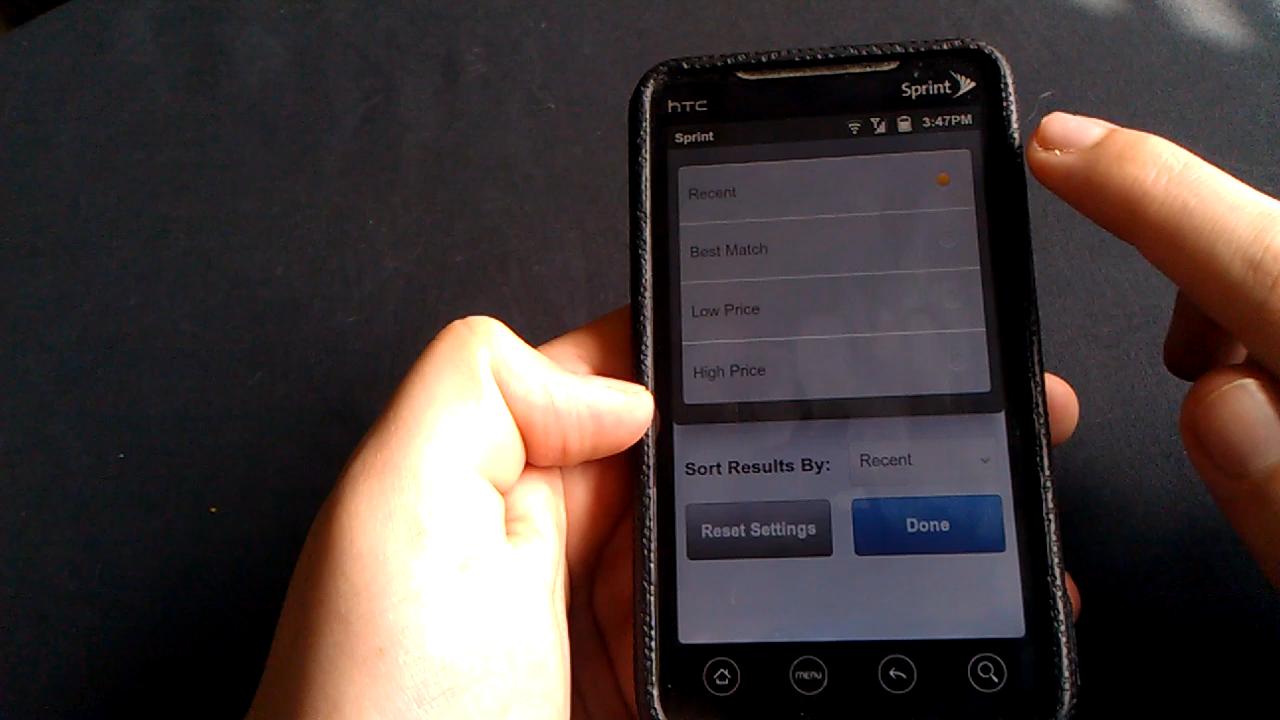 hTC
Sprint
Sprint
3:47PM
Recent
Best Match
Low Price
High Price
Sort Results By:
Recent
Reset Settings
Done
MENU